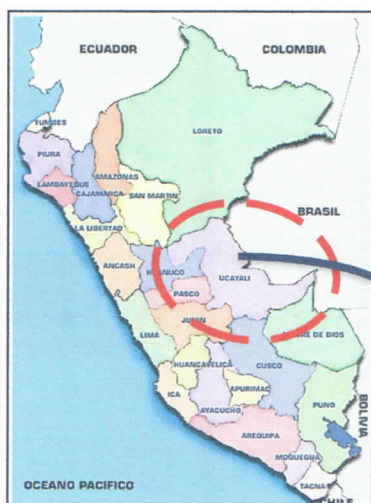 ECUADOR
COLOMBIA
TUMBES
LORETO
PIURA
AMAZONAS
LAMBAYEQUE
CAJAMARCA
SAN MARTIN
BRASIL
LA LIBERTAD
ANCASH
HUANUCO
UCAYALI
PASCO
LIMA
JUNIN
MADRE DE DIOS
HUANCAVELICA
CUSCO
ICA
APURIMAC
AYACUCHO
PUNO
BOLIVIA
AREQUIPA
MOQUEGUA
OCEANO PACIFICO
TACNA
CHILE